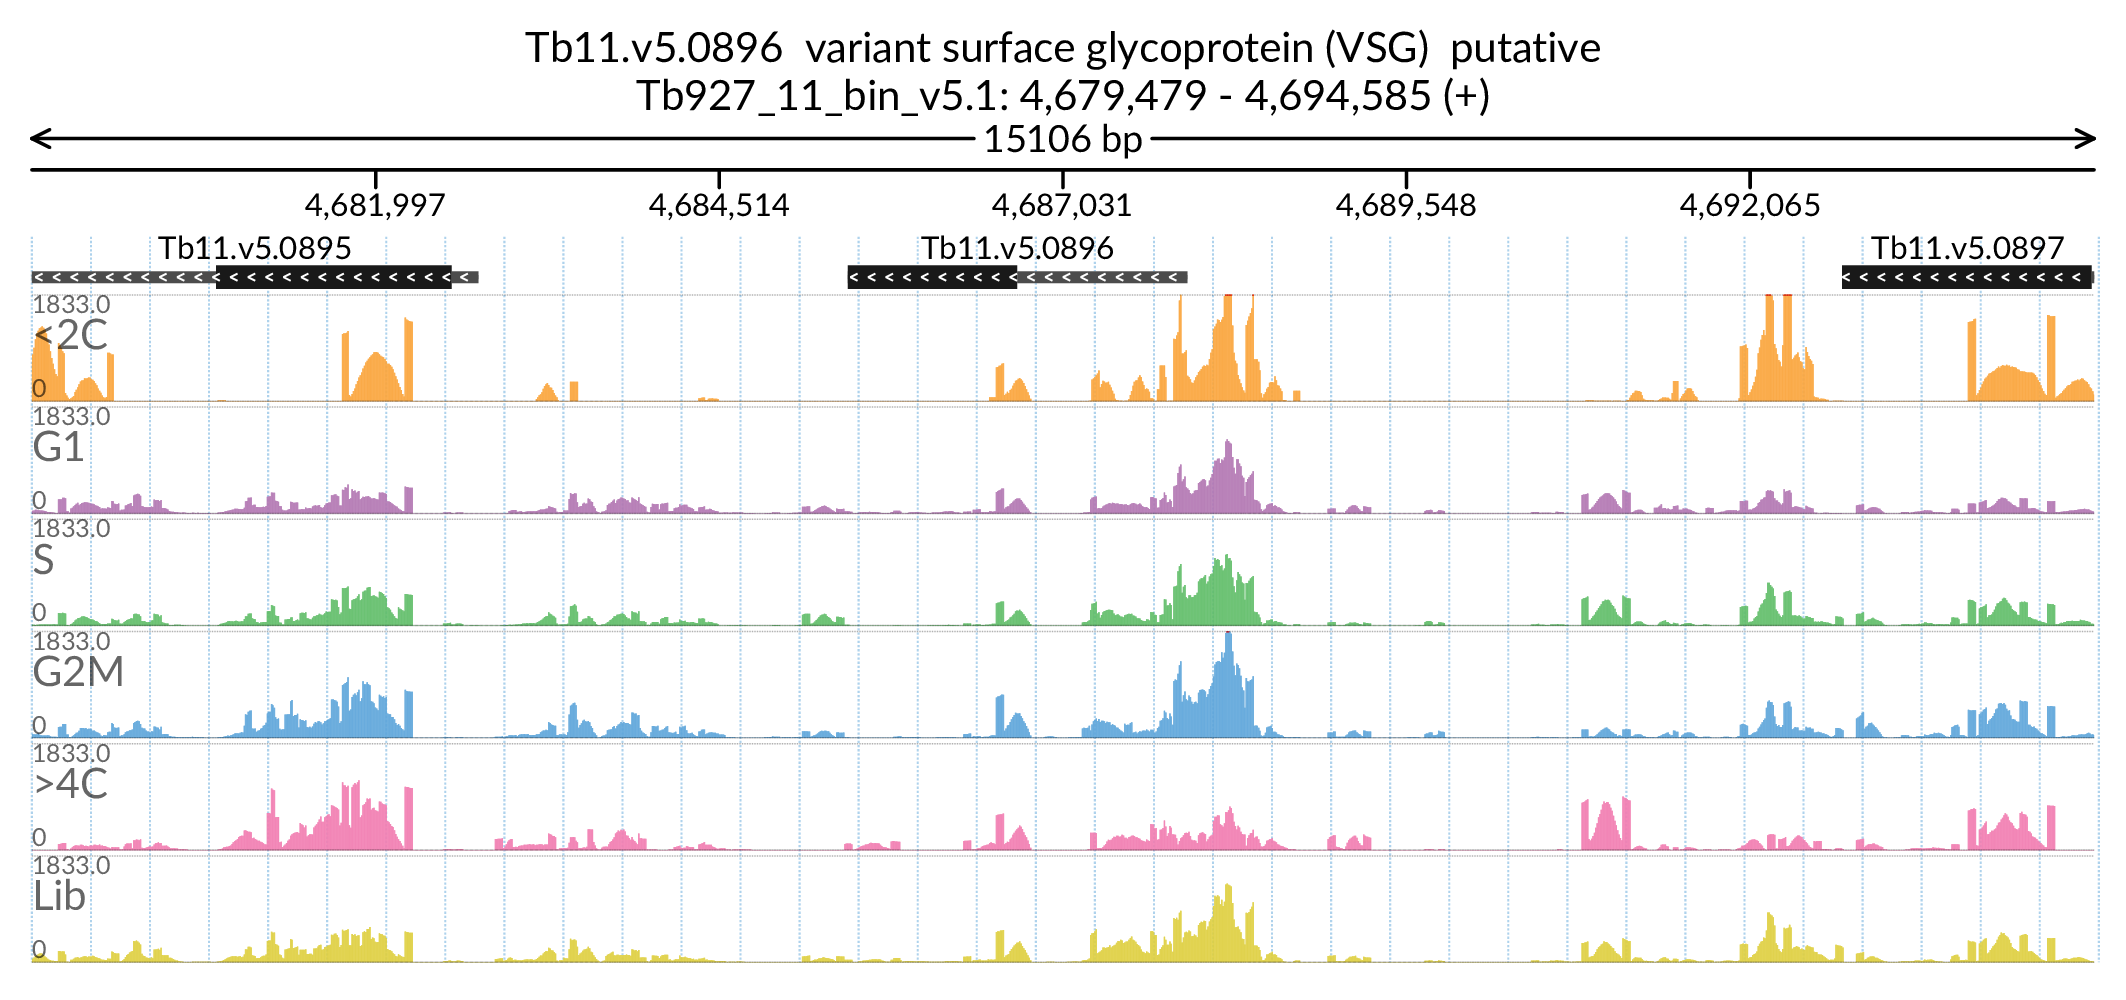 Tb11.v5.0896 variant surface glycoprotein (VSG) putative
Tb927_11_bin_v5.1: 4,679,479 - 4,694,585 (+)
15106 bp
4,681,997 4,684,514 4,687,031 4,689,548 4,692,065
Tb11.v5.0895 Tb11.v5.0896 Tb11.v5.0897
1833.0
<2C
0
1833.0
G1
0
1833.0
S
0
1833.0
G2M
0
1833.0
>4C
0
1833.0
Lib
0